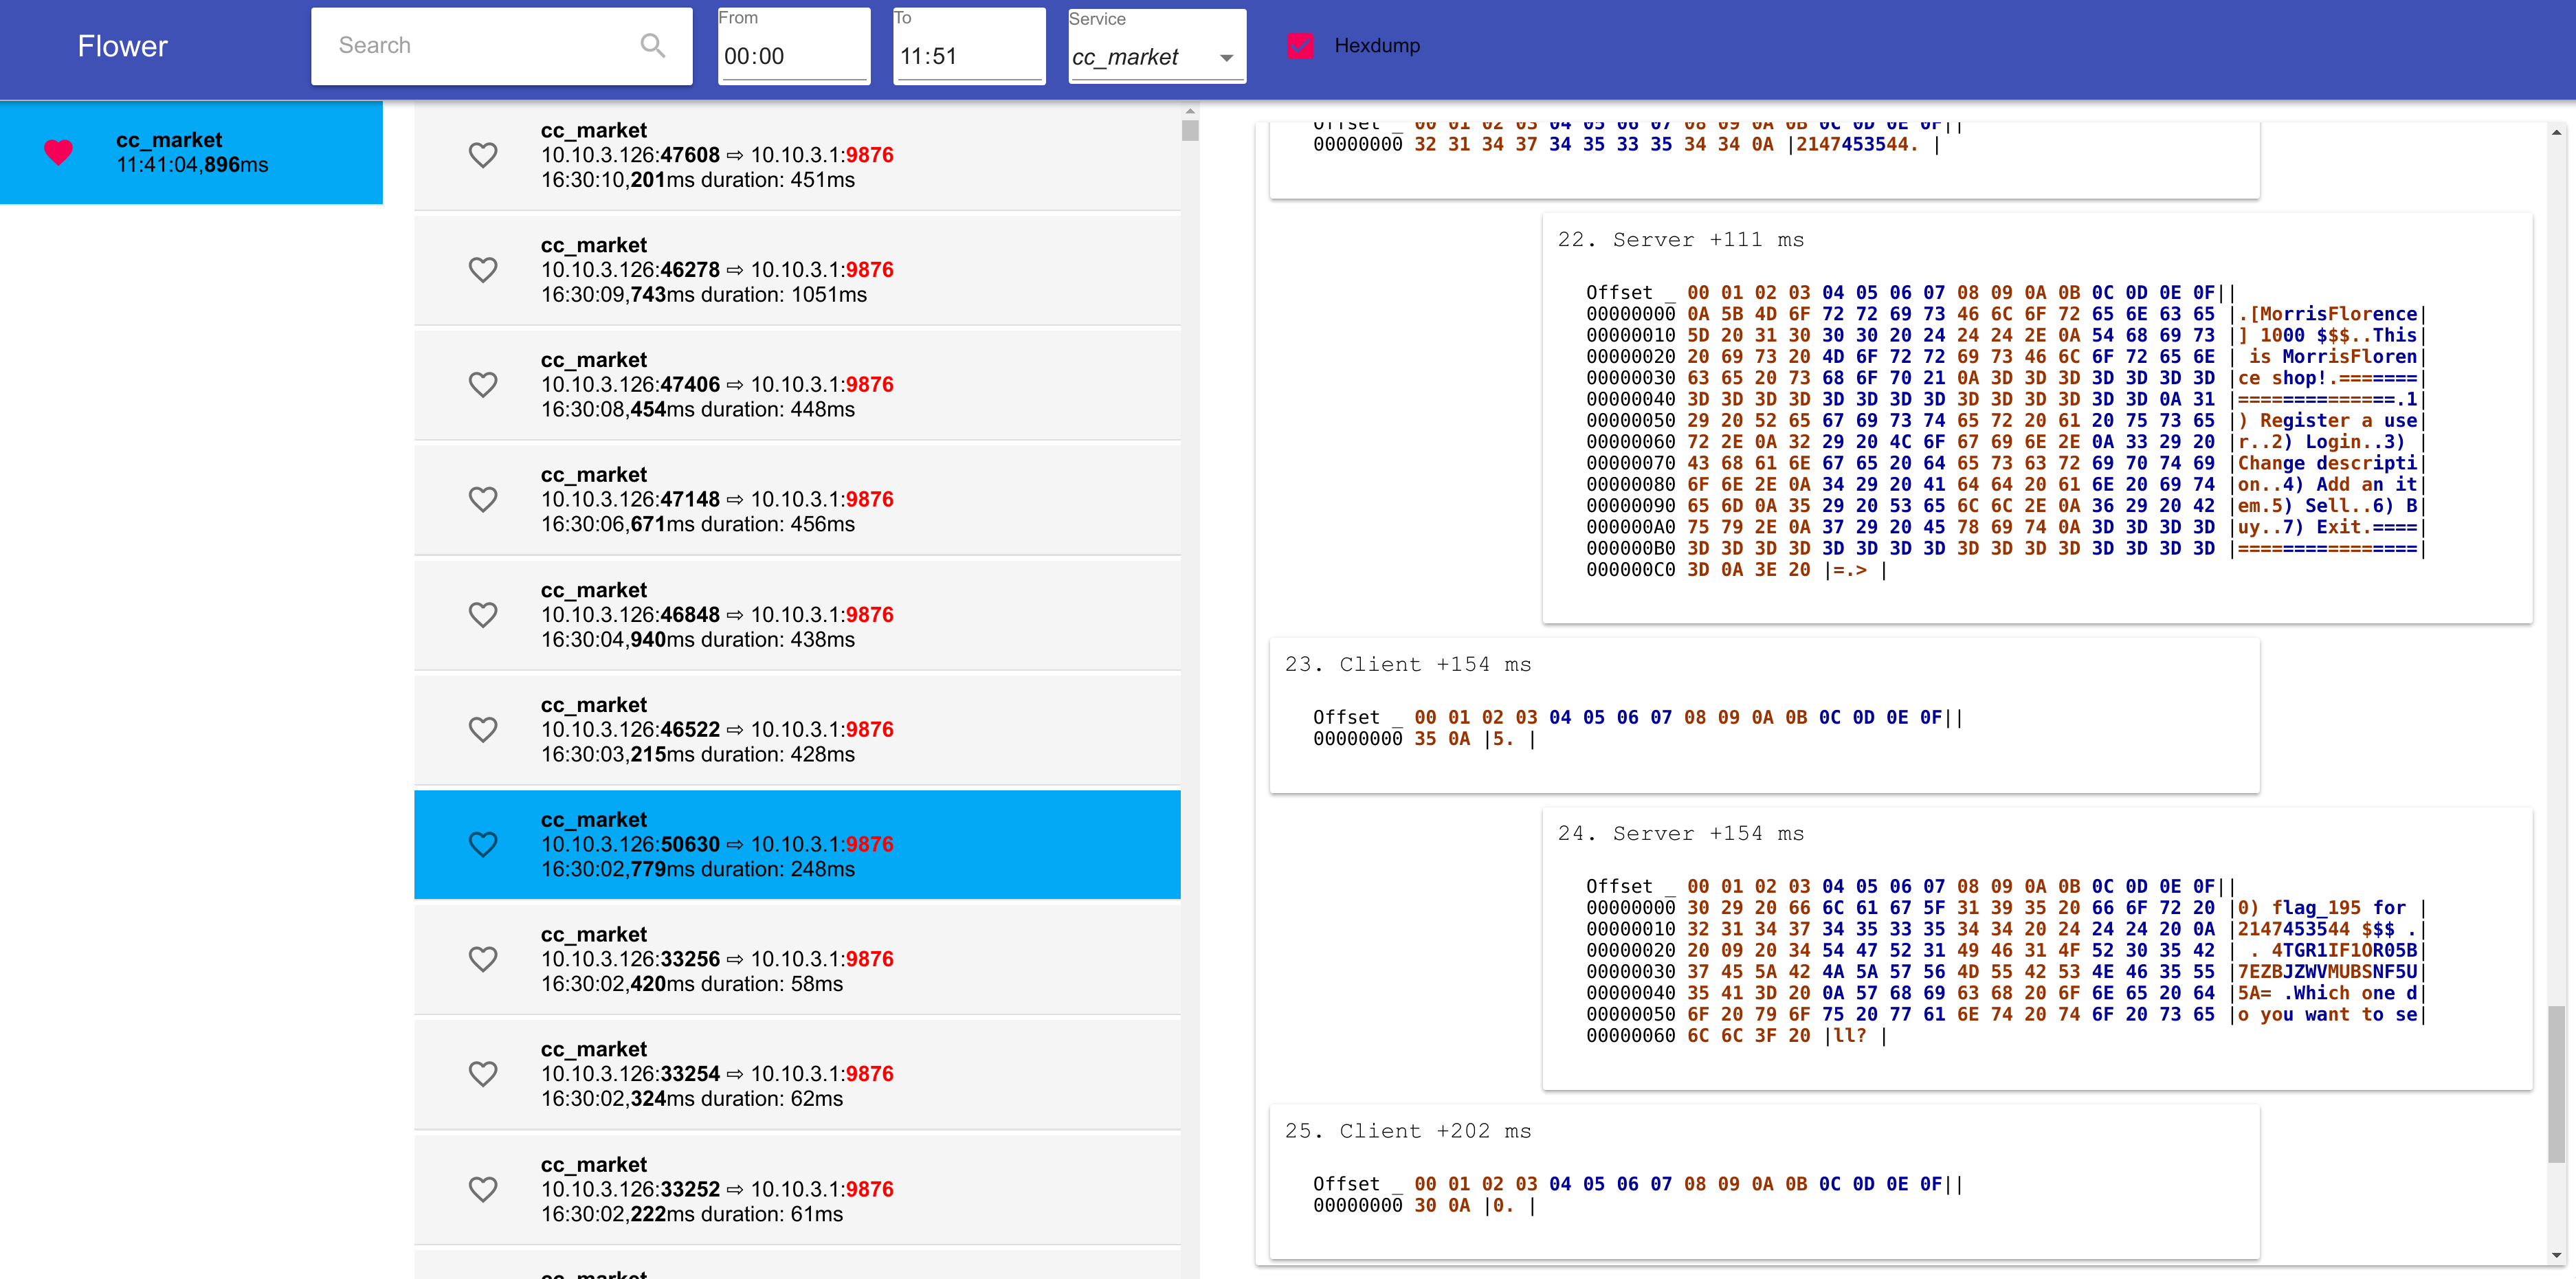 Flower
Search
From
00:00
To
11:51
Service
cc_market
Hexdump
cc_market
11:41:04,896ms
cc_market
10.10.3.126:47608 ⇨ 10.10.3.1:9876
16:30:10,201ms duration: 451ms
cc_market
10.10.3.126:46278 ⇨ 10.10.3.1:9876
16:30:09,743ms duration: 1051ms
cc_market
10.10.3.126:47406 ⇨ 10.10.3.1:9876
16:30:08,454ms duration: 448ms
cc_market
10.10.3.126:47148 ⇨ 10.10.3.1:9876
16:30:06,671ms duration: 456ms
cc_market
10.10.3.126:46848 ⇨ 10.10.3.1:9876
16:30:04,940ms duration: 438ms
cc_market
10.10.3.126:46522 ⇨ 10.10.3.1:9876
16:30:03,215ms duration: 428ms
cc_market
10.10.3.126:50630 ⇨ 10.10.3.1:9876
16:30:02,779ms duration: 248ms
cc_market
10.10.3.126:33256 ⇨ 10.10.3.1:9876
16:30:02,420ms duration: 58ms
cc_market
10.10.3.126:33254 ⇨ 10.10.3.1:9876
16:30:02,324ms duration: 62ms
cc_market
10.10.3.126:33252 ⇨ 10.10.3.1:9876
16:30:02,222ms duration: 61ms
cc_market
Offset _ 00 01 02 03 04 05 06 07 08 09 0A 0B 0C 0D 0E 0F||
00000000 32 31 34 37 34 35 33 35 34 34 0A |2147453544. |
22. Server +111 ms
Offset _ 00 01 02 03 04 05 06 07 08 09 0A 0B 0C 0D 0E 0F||
00000000 0A 5B 4D 6F 72 72 69 73 46 6C 6F 72 65 6E 63 65 |.[MorrisFlorence|
00000010 5D 20 31 30 30 30 20 24 24 24 2E 0A 54 68 69 73 |] 1000 $$$..This|
00000020 20 69 73 20 4D 6F 72 72 69 73 46 6C 6F 72 65 6E | is MorrisFloren|
00000030 63 65 20 73 68 6F 70 21 0A 3D 3D 3D 3D 3D 3D 3D |ce shop!.=======|
00000040 3D 3D 3D 3D 3D 3D 3D 3D 3D 3D 3D 3D 3D 3D 0A 31 |==============.1|
00000050 29 20 52 65 67 69 73 74 65 72 20 61 20 75 73 65 |) Register a use|
00000060 72 2E 0A 32 29 20 4C 6F 67 69 6E 2E 0A 33 29 20 |r..2) Login..3) |
00000070 43 68 61 6E 67 65 20 64 65 73 63 72 69 70 74 69 |Change descripti|
00000080 6F 6E 2E 0A 34 29 20 41 64 64 20 61 6E 20 69 74 |on..4) Add an it|
00000090 65 6D 0A 35 29 20 53 65 6C 6C 2E 0A 36 29 20 42 |em.5) Sell..6) B|
000000A0 75 79 2E 0A 37 29 20 45 78 69 74 0A 3D 3D 3D 3D |uy..7) Exit.====|
000000B0 3D 3D 3D 3D 3D 3D 3D 3D 3D 3D 3D 3D 3D 3D 3D 3D |================|
000000C0 3D 0A 3E 20 |=.> |
23. Client +154 ms
Offset _ 00 01 02 03 04 05 06 07 08 09 0A 0B 0C 0D 0E 0F||
00000000 35 0A |5. |
24. Server +154 ms
Offset _ 00 01 02 03 04 05 06 07 08 09 0A 0B 0C 0D 0E 0F||
00000000 30 29 20 66 6C 61 67 5F 31 39 35 20 66 6F 72 20 |0) flag_195 for |
00000010 32 31 34 37 34 35 33 35 34 34 20 24 24 24 20 0A |2147453544 $$$ .|
00000020 20 09 20 34 54 47 52 31 49 46 31 4F 52 30 35 42 | . 4TGR1IF1OR05B|
00000030 37 45 5A 42 4A 5A 57 56 4D 55 42 53 4E 46 35 55 |7EZBJZWVMUBSNF5U|
00000040 35 41 3D 20 0A 57 68 69 63 68 20 6F 6E 65 20 64 |5A= .Which one d|
00000050 6F 20 79 6F 75 20 77 61 6E 74 20 74 6F 20 73 65 |o you want to se|
00000060 6C 6C 3F 20 |ll? |
25. Client +202 ms
Offset _ 00 01 02 03 04 05 06 07 08 09 0A 0B 0C 0D 0E 0F||
00000000 30 0A |0. |